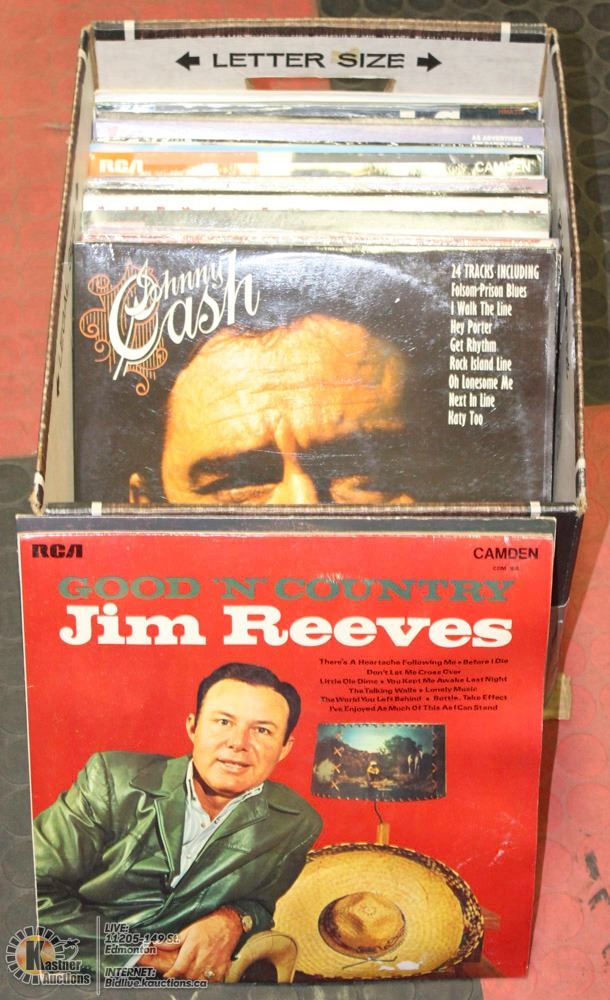 LETTER SIZE
AS ADVERTISED
RCA
CAMDEN
Johnny
Cash
24 TRACKS INCLUDING
Folsom-Prison Blues
I Walk The Line
Hey Porter
Get Rhythm
Rock Island Line
Oh Lonesome Me
Next In Line
Katy Too
RCA
CAMDEN
GOOD 'N' COUNTRY
Jim Reeves
There's A Heartache Following Me • Before I Die
Don't Let Me Cross Over
Little Ole Dime • You Kept Me Awake Last Night
The Talking Walls • Lonely Music
The World You Left Behind • Bottle, Take Effect
I've Enjoyed As Much Of This As I Can Stand
Kastner
Auctions
LIVE:
11205-149 St.
Edmonton
INTERNET:
Bidlive.kauctions.ca